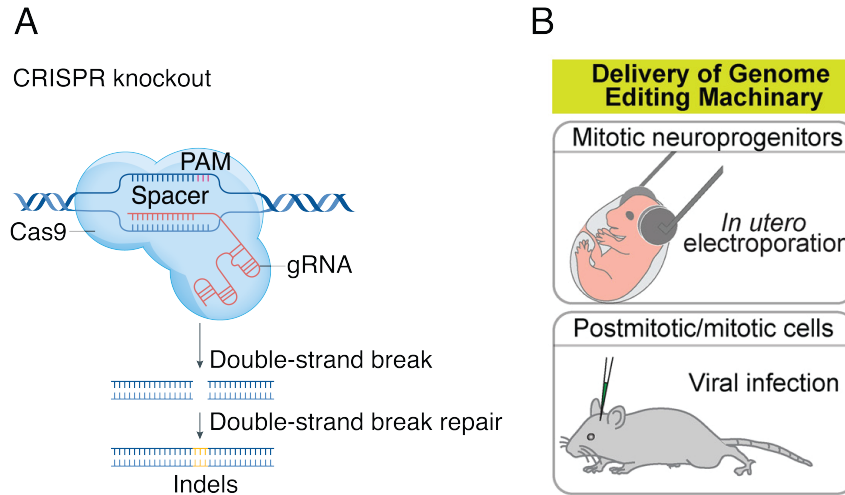 A
CRISPR knockout
PAM
Spacer
Cas9
gRNA
Double-strand break
Double-strand break repair
Indels
B
Delivery of Genome
Editing Machinary
Mitotic neuroprogenitors
In utero
electroporation
Postmitotic/mitotic cells
Viral infection